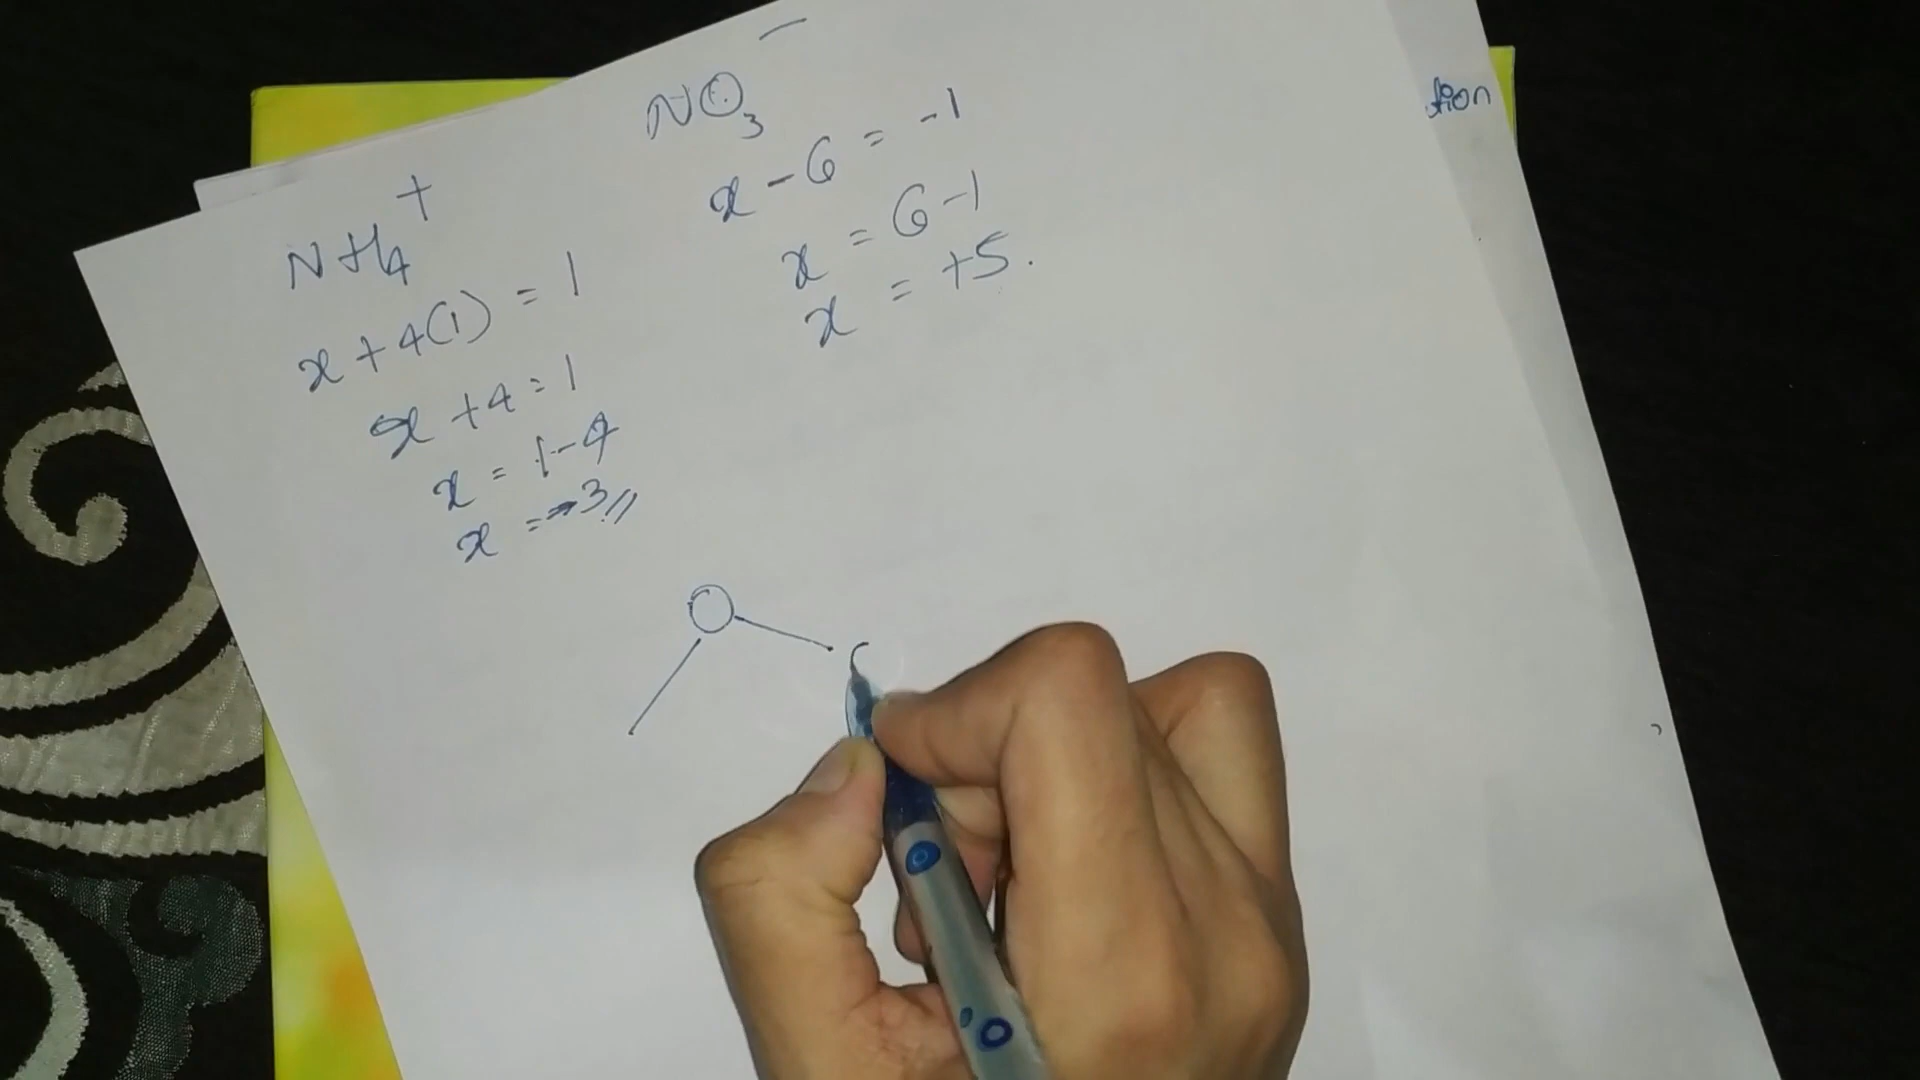 NO3⁻
x - 6 = -1
x = 6 - 1
x = +5.
NH4⁺
x + 4(1) = 1
x + 4 = 1
x = 1 - 4
x = -3
O
tion